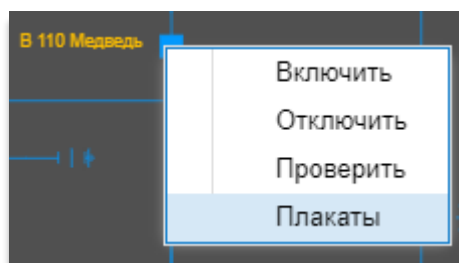 В 110 Медведь
Включить
Отключить
Проверить
Плакаты